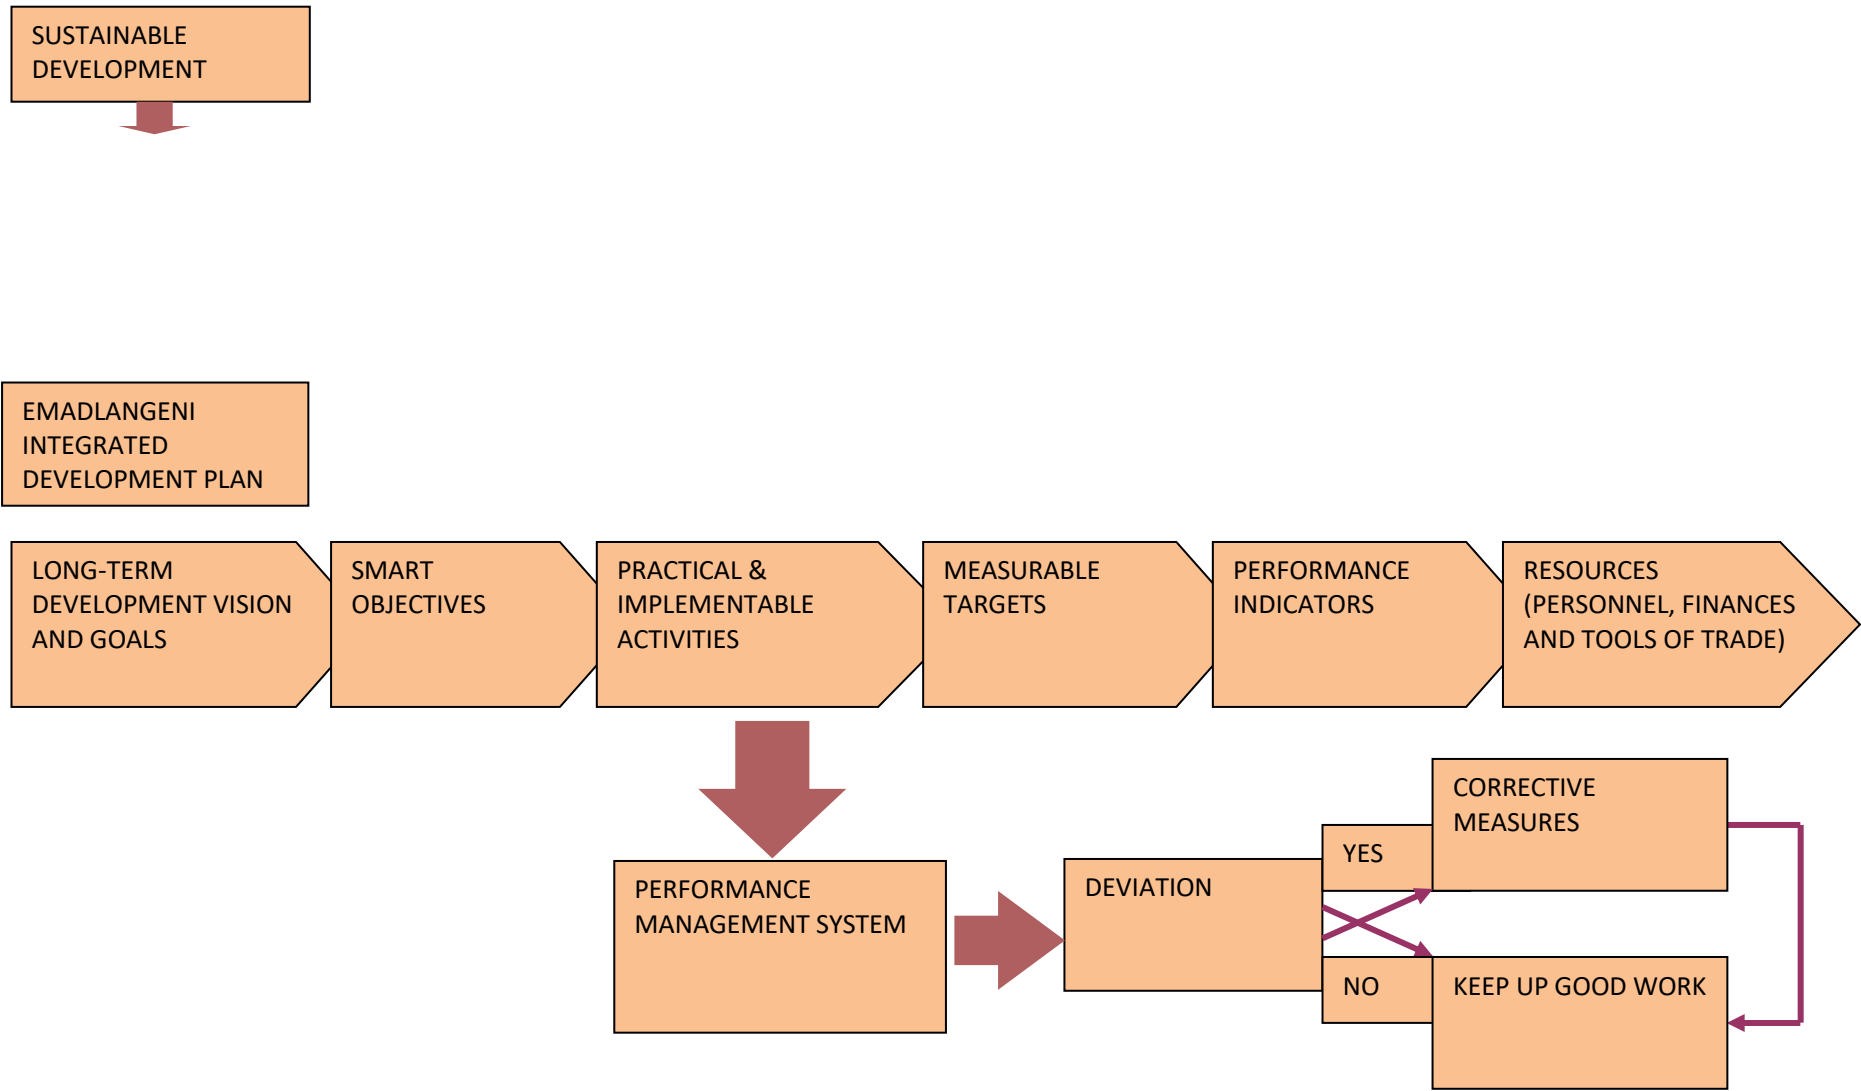 SUSTAINABLE
DEVELOPMENT
EMADLANGENI
INTEGRATED
DEVELOPMENT PLAN
LONG-TERM
DEVELOPMENT VISION
AND GOALS
SMART
OBJECTIVES
PRACTICAL &
IMPLEMENTABLE
ACTIVITIES
MEASURABLE
TARGETS
PERFORMANCE
INDICATORS
RESOURCES
(PERSONNEL, FINANCES
AND TOOLS OF TRADE)
PERFORMANCE
MANAGEMENT SYSTEM
DEVIATION
YES
CORRECTIVE
MEASURES
NO
KEEP UP GOOD WORK